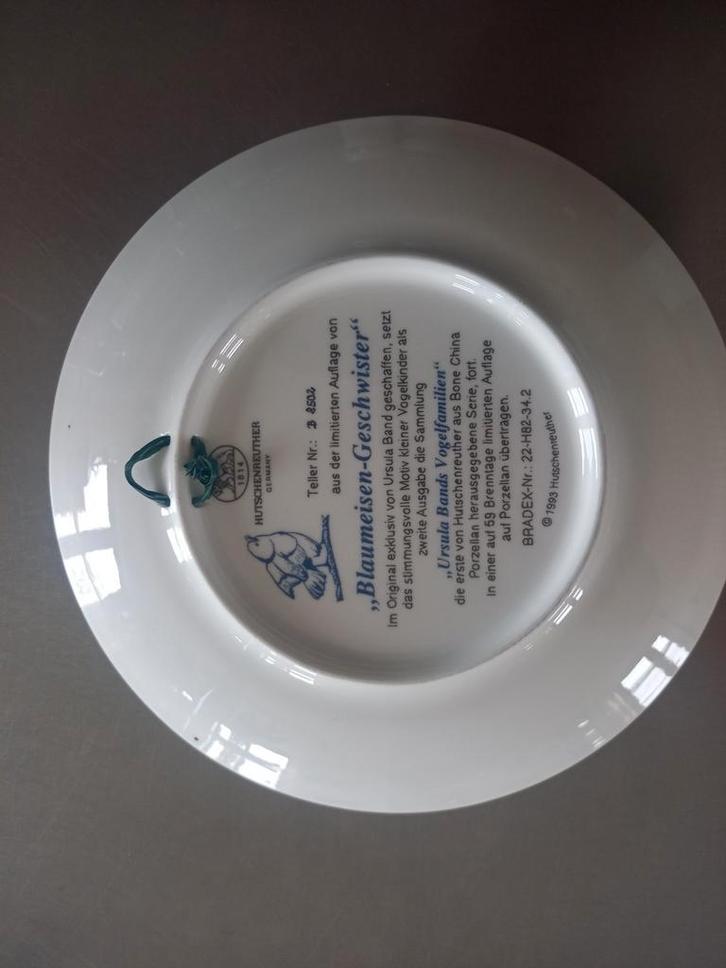 1814
HUTSCHENREUTHER
GERMANY
Teller Nr.: B 8502
aus der limitierten Auflage von
„Blaumeisen-Geschwister“
Im Original exklusiv von Ursula Band geschaffen, setzt
das stimmungsvolle Motiv kleiner Vogelkinder als
zweite Ausgabe die Sammlung
„Ursula Bands Vogelfamilien“
die erste von Hutschenreuther aus Bone China
Porzellan herausgegebene Serie, fort.
In einer auf 59 Brenntage limitierten Auflage
auf Porzellan übertragen.
BRADEX-Nr.: 22-H82-34.2
©1993 Hutschenreuther